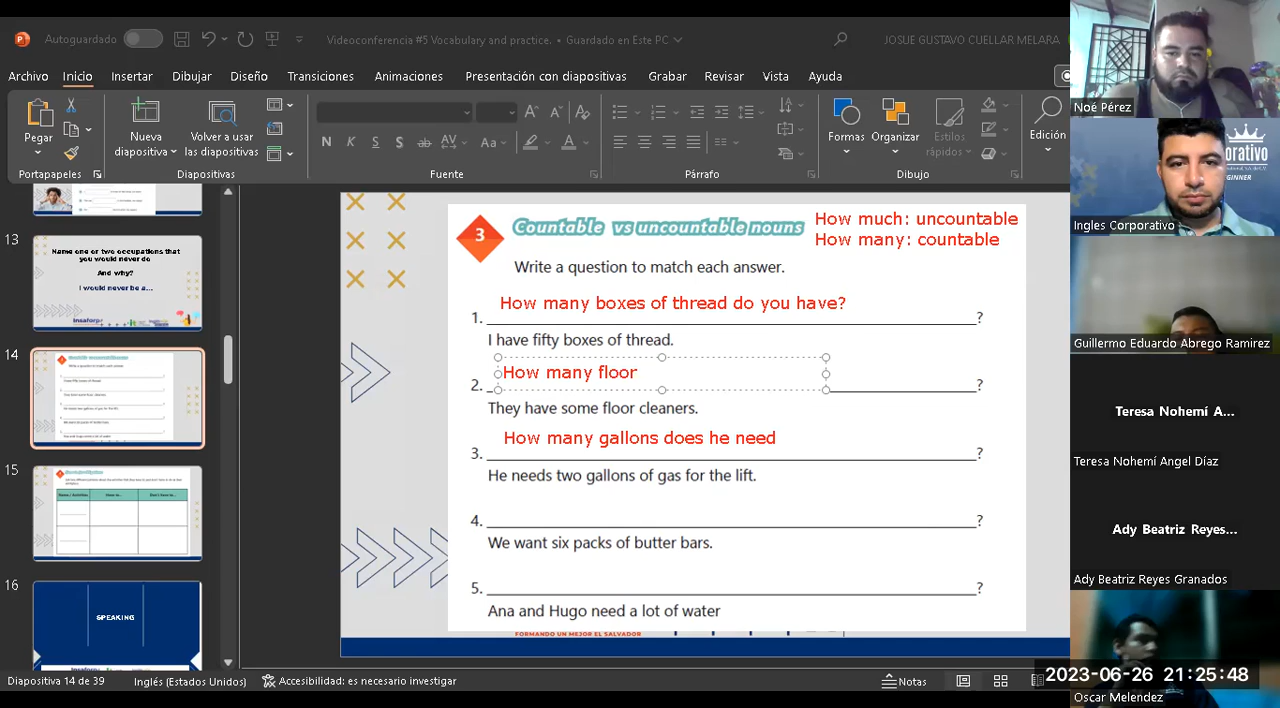 Autoguardado
Videoconferencia #5 Vocabulary and practice. • Guardado en Este PC
JOSUE GUSTAVO CUELLAR MELARA
Archivo Inicio Insertar Dibujar Diseño Transiciones Animaciones Presentación con diapositivas Grabar Revisar Vista Ayuda
Pegar
Nueva diapositiva
Volver a usar las diapositivas
Formas
Organizar
Estilos rápidos
Edición
Portapapeles
Diapositivas
Fuente
Párrafo
Dibujo
13
Name one or two occupations that
you would never do
And why?
I would never be a...
14
15
16
SPEAKING
3
Countable vs uncountable nouns
How much: uncountable
How many: countable
Write a question to match each answer.
How many boxes of thread do you have?
1. ?
I have fifty boxes of thread.
How many floor
2. ?
They have some floor cleaners.
How many gallons does he need
3. ?
He needs two gallons of gas for the lift.
4. ?
We want six packs of butter bars.
5. ?
Ana and Hugo need a lot of water
FORMANDO UN MEJOR EL SALVADOR
Noé Pérez
orativo
GINNER
Ingles Corporativo
Guillermo Eduardo Abrego Ramirez
Teresa Nohemí A...
Teresa Nohemí Angel Díaz
Ady Beatriz Reyes...
Ady Beatriz Reyes Granados
2023-06-26 21:25:48
Oscar Melendez
Diapositiva 14 de 39
Inglés (Estados Unidos)
Accesibilidad: es necesario investigar
Notas